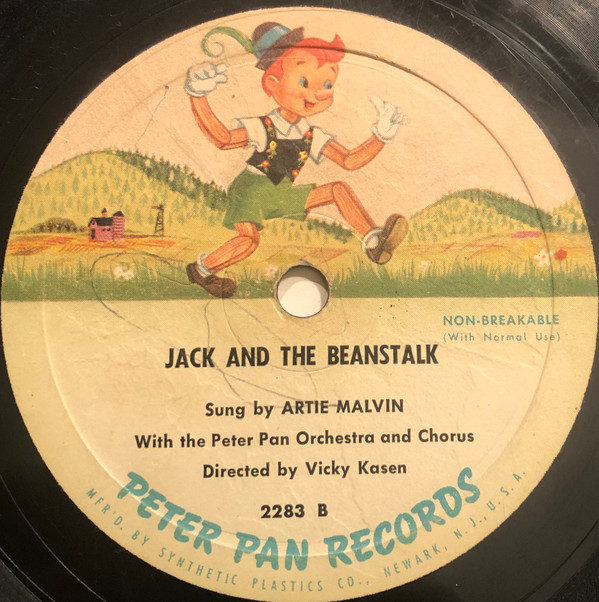 NON-BREAKABLE
(With Normal Use)
JACK AND THE BEANSTALK
Sung by ARTIE MALVIN
With the Peter Pan Orchestra and Chorus
Directed by Vicky Kasen
2283 B
PETER PAN RECORDS
MFR'D. BY SYNTHETIC PLASTICS CO., NEWARK, N. J., U. S. A.